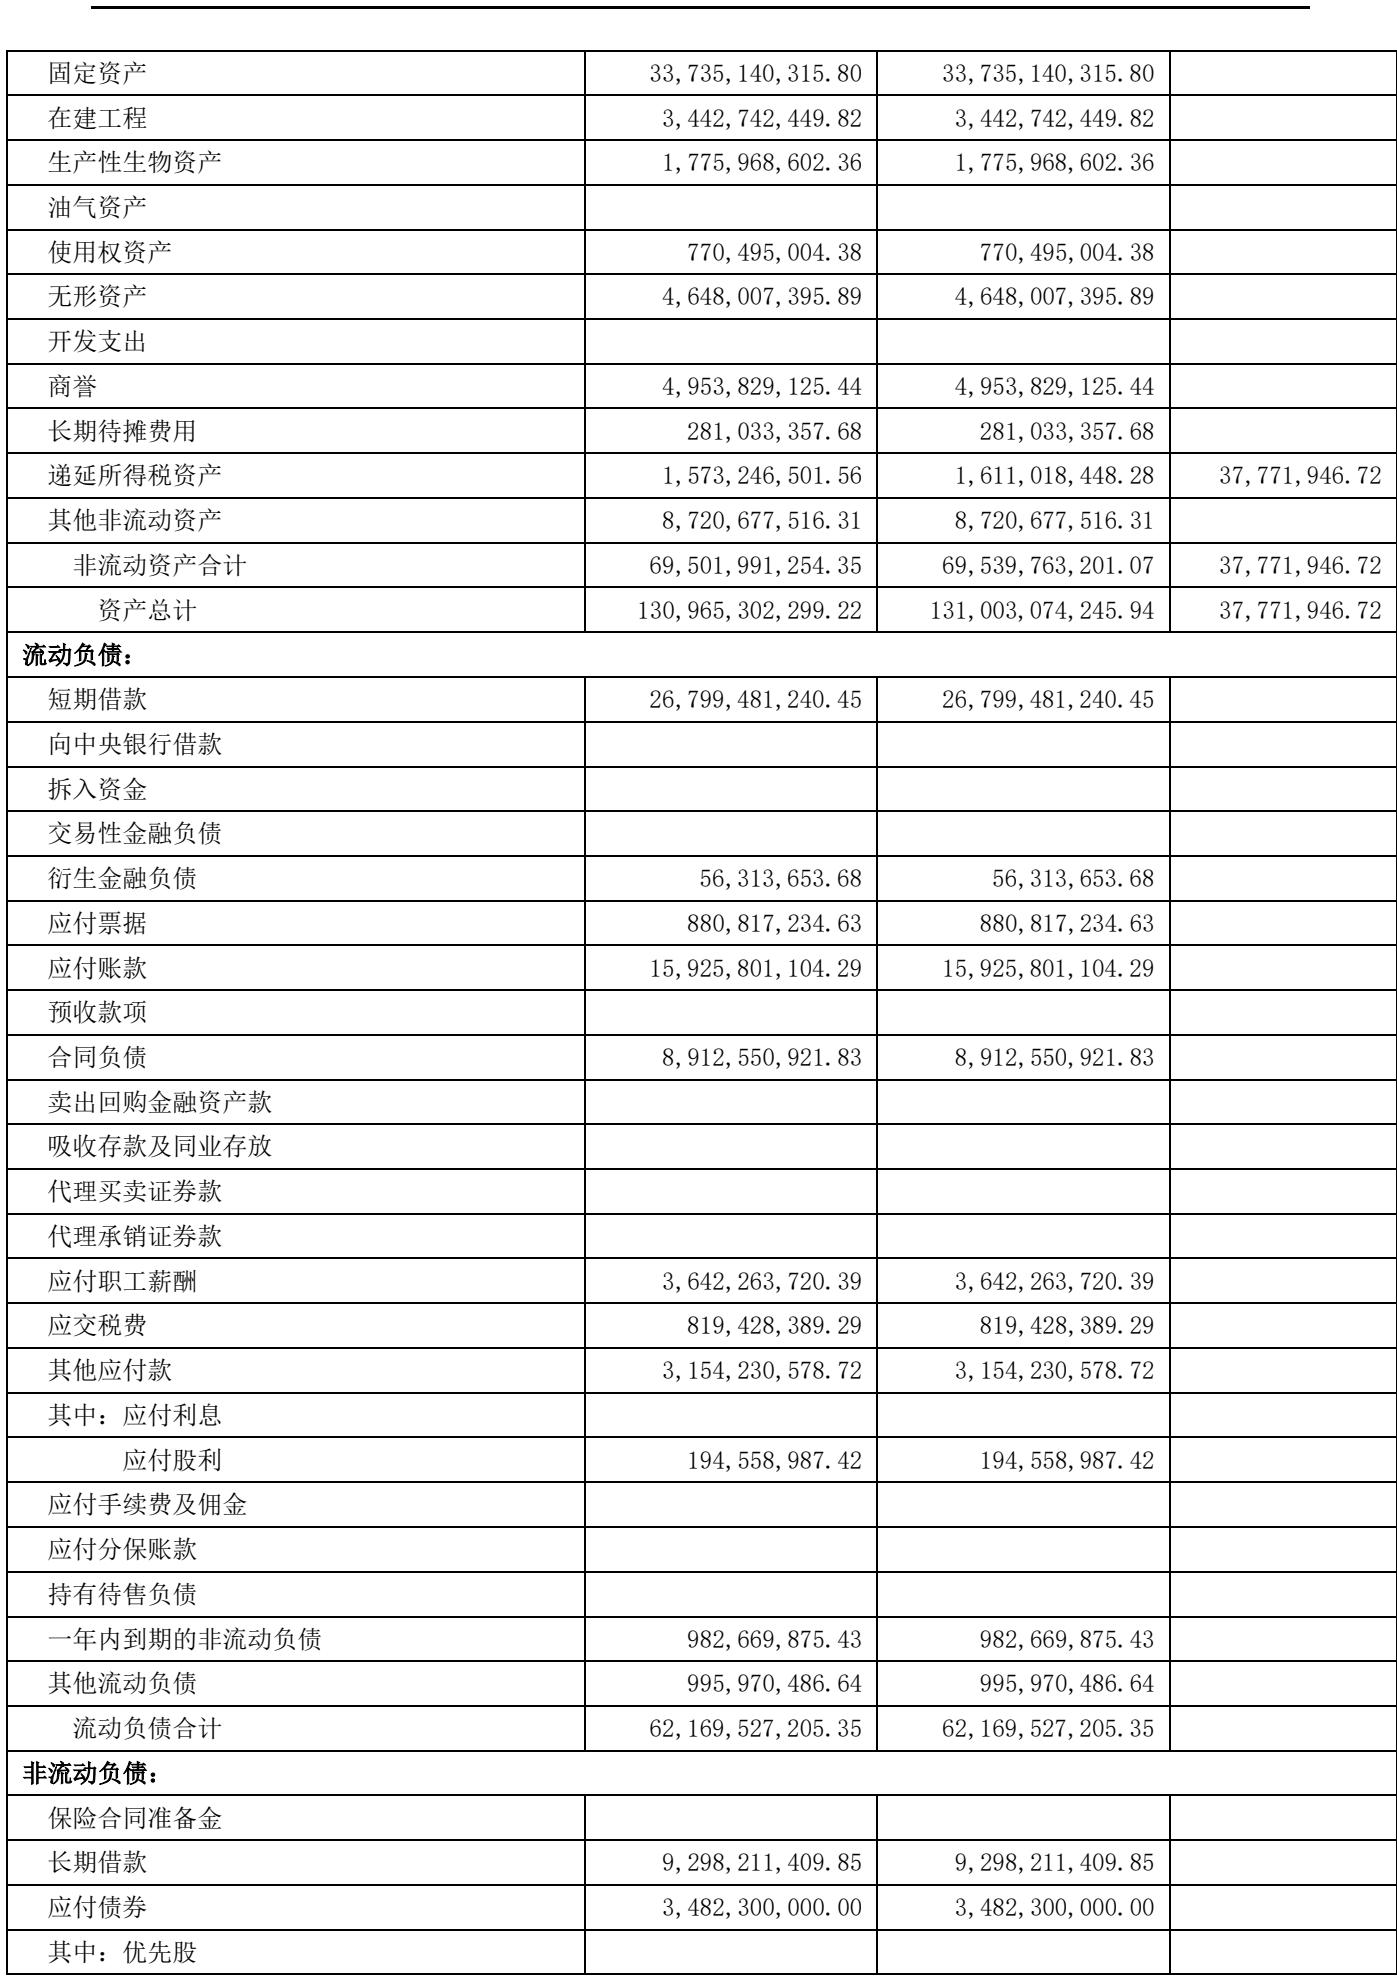 固定资产 33,735,140,315.80 33,735,140,315.80
在建工程 3,442,742,449.82 3,442,742,449.82
生产性生物资产 1,775,968,602.36 1,775,968,602.36
油气资产
使用权资产 770,495,004.38 770,495,004.38
无形资产 4,648,007,395.89 4,648,007,395.89
开发支出
商誉 4,953,829,125.44 4,953,829,125.44
长期待摊费用 281,033,357.68 281,033,357.68
递延所得税资产 1,573,246,501.56 1,611,018,448.28 37,771,946.72
其他非流动资产 8,720,677,516.31 8,720,677,516.31
非流动资产合计 69,501,991,254.35 69,539,763,201.07 37,771,946.72
资产总计 130,965,302,299.22 131,003,074,245.94 37,771,946.72
流动负债：
短期借款 26,799,481,240.45 26,799,481,240.45
向中央银行借款
拆入资金
交易性金融负债
衍生金融负债 56,313,653.68 56,313,653.68
应付票据 880,817,234.63 880,817,234.63
应付账款 15,925,801,104.29 15,925,801,104.29
预收款项
合同负债 8,912,550,921.83 8,912,550,921.83
卖出回购金融资产款
吸收存款及同业存放
代理买卖证券款
代理承销证券款
应付职工薪酬 3,642,263,720.39 3,642,263,720.39
应交税费 819,428,389.29 819,428,389.29
其他应付款 3,154,230,578.72 3,154,230,578.72
其中：应付利息
应付股利 194,558,987.42 194,558,987.42
应付手续费及佣金
应付分保账款
持有待售负债
一年内到期的非流动负债 982,669,875.43 982,669,875.43
其他流动负债 995,970,486.64 995,970,486.64
流动负债合计 62,169,527,205.35 62,169,527,205.35
非流动负债：
保险合同准备金
长期借款 9,298,211,409.85 9,298,211,409.85
应付债券 3,482,300,000.00 3,482,300,000.00
其中：优先股